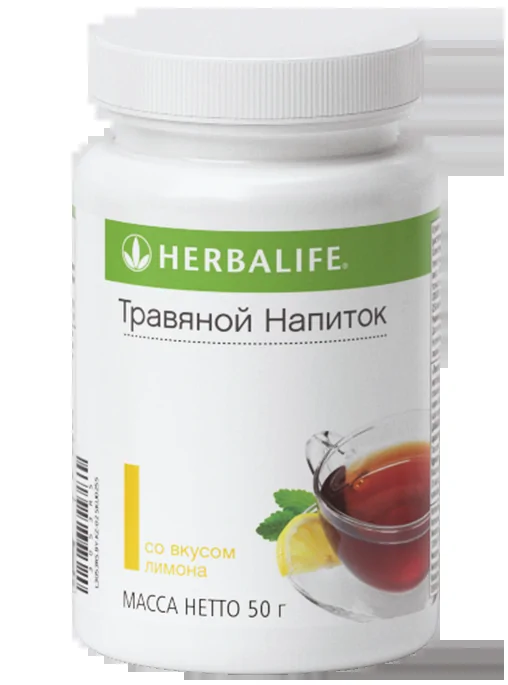 HERBALIFE®
Травяной Напиток
со вкусом
лимона
МАССА НЕТТО 50 г